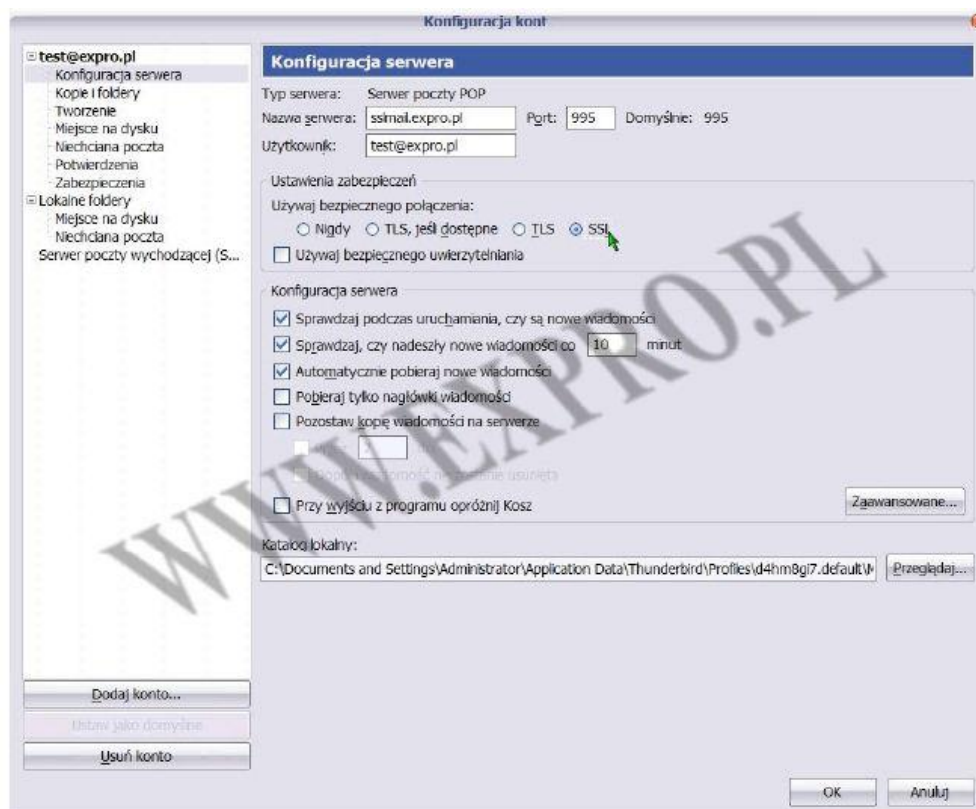 Konfiguracja kont
test@expro.pl
Konfiguracja serwera
Kopie i foldery
Tworzenie
Miejsce na dysku
Niechciana poczta
Potwierdzenia
Zabezpieczenia
Lokalne foldery
Miejsce na dysku
Niechciana poczta
Serwer poczty wychodzącej (S...
Dodaj konto...
Ustaw jako domyślne
Usuń konto
Konfiguracja serwera
Typ serwera: Serwer poczty POP
Nazwa serwera: sslmail.expro.pl Port: 995 Domyślnie: 995
Użytkownik: test@expro.pl
Ustawienia zabezpieczeń
Używaj bezpiecznego połączenia:
Nigdy TLS, jeśli dostępne TLS SSL
Używaj bezpiecznego uwierzytelniania
Konfiguracja serwera
Sprawdzaj podczas uruchamiania, czy są nowe wiadomości
Sprawdzaj, czy nadeszły nowe wiadomości co 10 minut
Automatycznie pobieraj nowe wiadomości
Pobieraj tylko nagłówki wiadomości
Pozostaw kopię wiadomości na serwerze
wiadomość nie zostanie usunięta
Przy wyjściu z programu opróżnij Kosz
Zaawansowane...
Katalog lokalny:
C:\Documents and Settings\Administrator\Application Data\Thunderbird\Profiles\d4hm8gi7.default\M
Przeglądaj...
OK Anuluj
WWW.EXPRO.PL